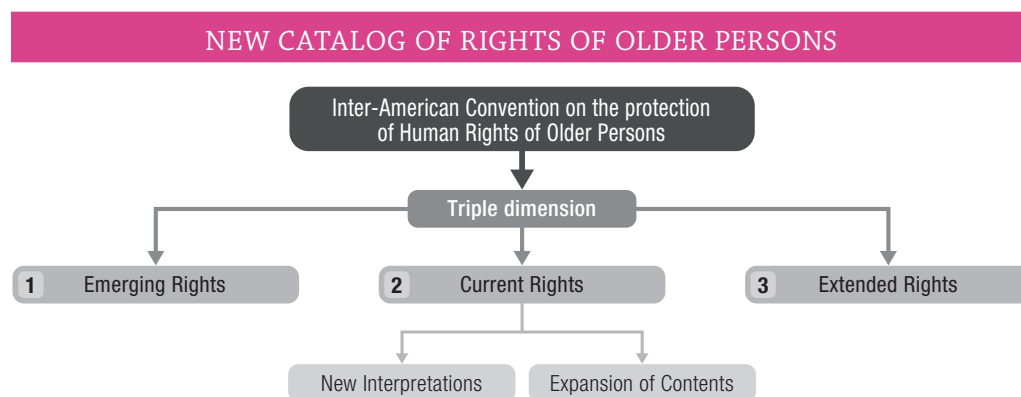 NEW CATALOG OF RIGHTS OF OLDER PERSONS
Inter-American Convention on the protection
of Human Rights of Older Persons
Triple dimension
1 Emerging Rights
2 Current Rights
3 Extended Rights
New Interpretations
Expansion of Contents